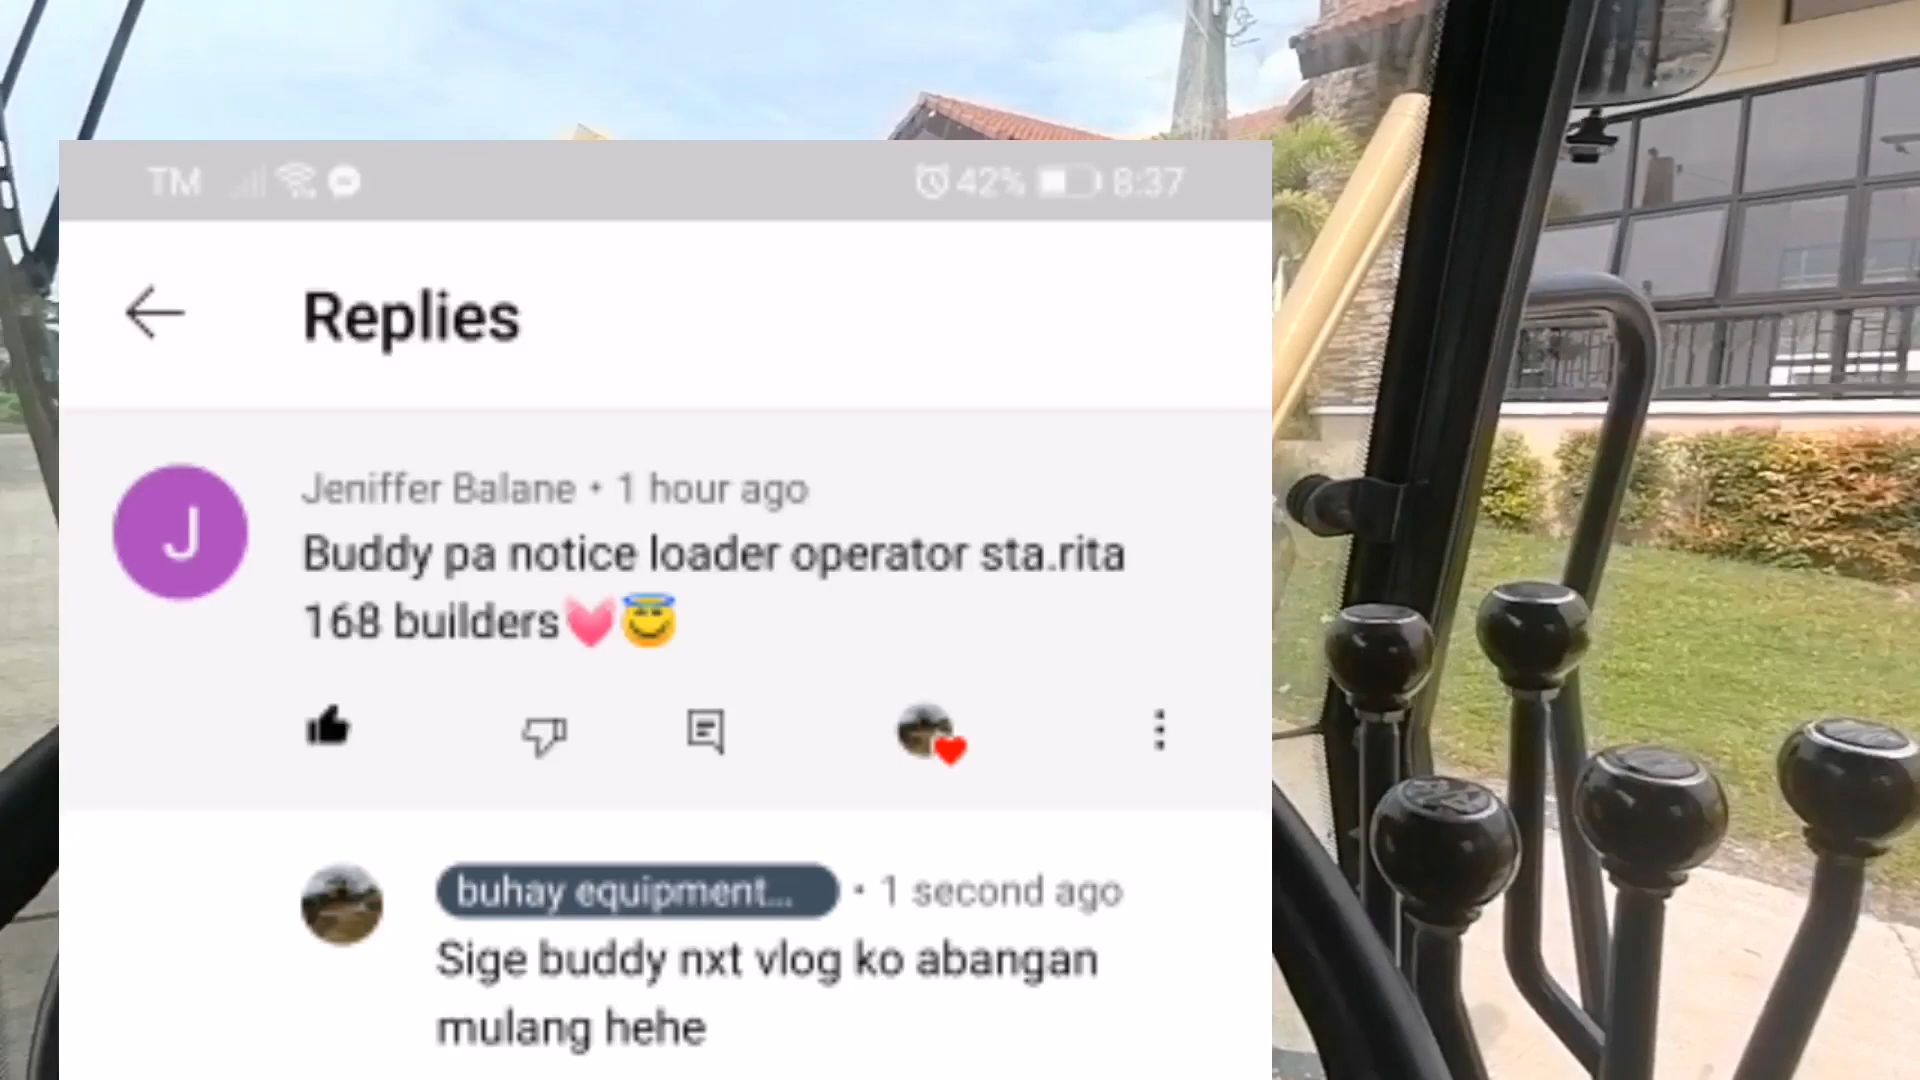 TM 42% 8:37
Replies
J
Jeniffer Balane • 1 hour ago
Buddy pa notice loader operator sta.rita
168 builders💗😇
buhay equipment... • 1 second ago
Sige buddy nxt vlog ko abangan
mulang hehe